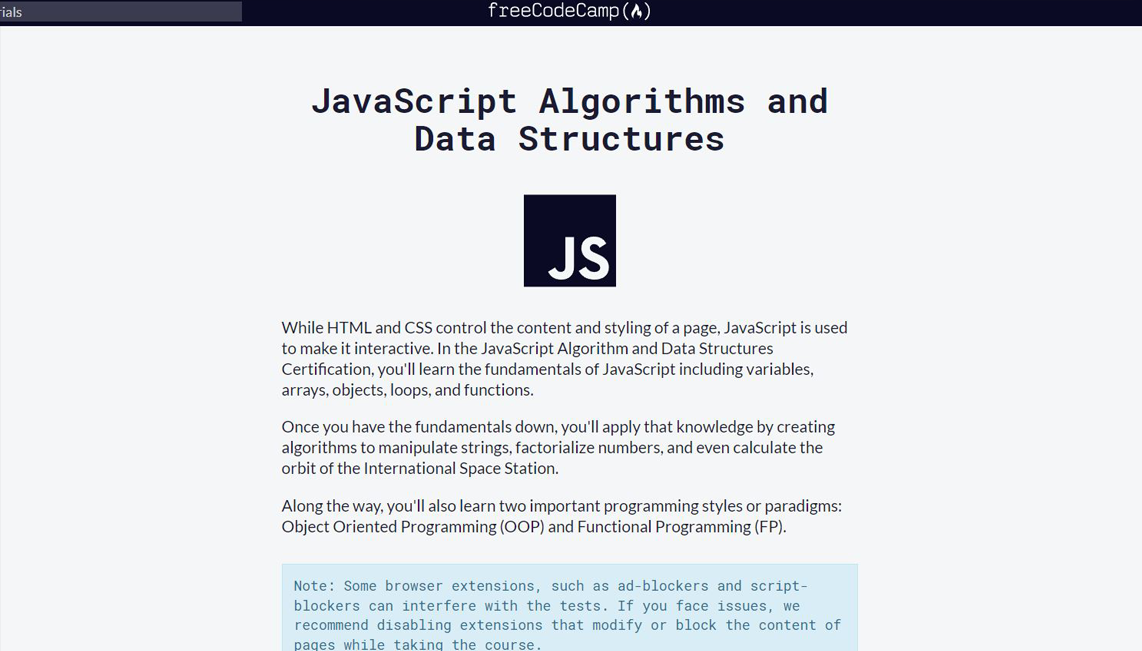 rials
freeCodeCamp
JavaScript Algorithms and
Data Structures
JS
While HTML and CSS control the content and styling of a page, JavaScript is used
to make it interactive. In the JavaScript Algorithm and Data Structures
Certification, you'll learn the fundamentals of JavaScript including variables,
arrays, objects, loops, and functions.
Once you have the fundamentals down, you'll apply that knowledge by creating
algorithms to manipulate strings, factorialize numbers, and even calculate the
orbit of the International Space Station.
Along the way, you'll also learn two important programming styles or paradigms:
Object Oriented Programming (OOP) and Functional Programming (FP).
Note: Some browser extensions, such as ad-blockers and script-
blockers can interfere with the tests. If you face issues, we
recommend disabling extensions that modify or block the content of
pages while taking the course.